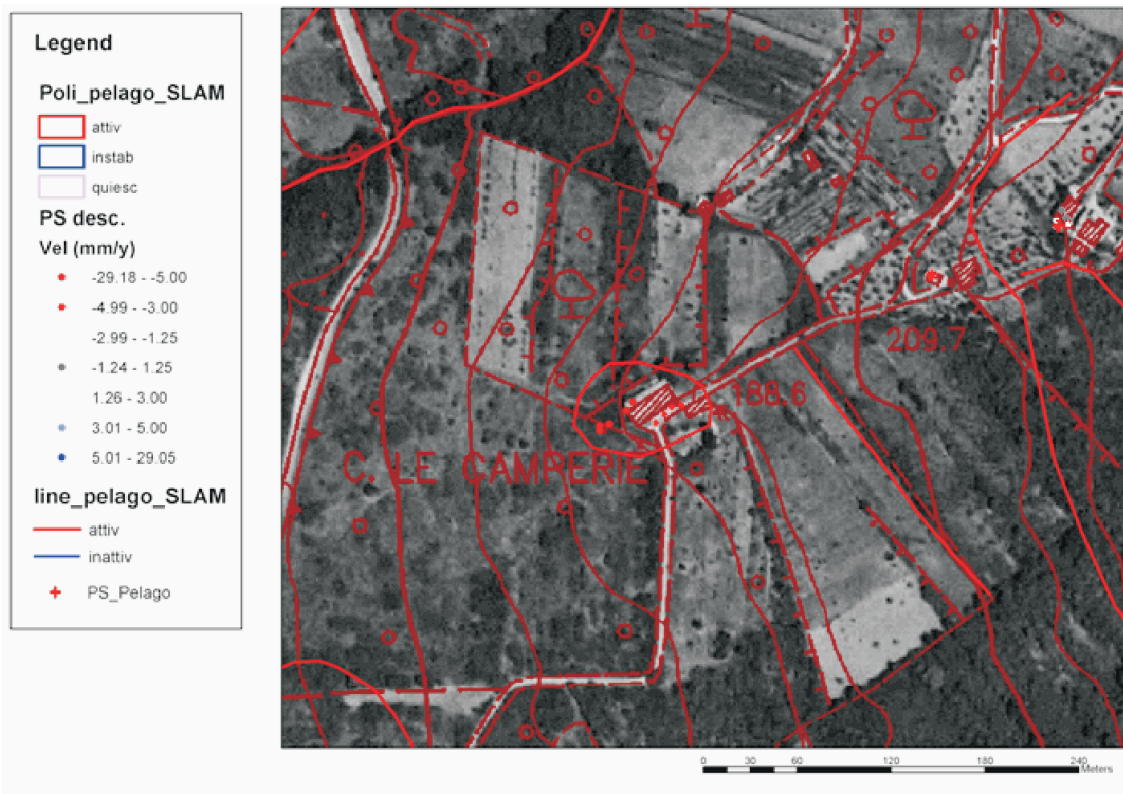 Legend
Poli_pelago_SLAM
attiv
instab
quiesc
PS desc.
Vel (mm/y)
-29.18 - -5.00
-4.99 - -3.00
-2.99 - -1.25
-1.24 - 1.25
1.26 - 3.00
3.01 - 5.00
5.01 - 29.05
line_pelago_SLAM
attiv
inattiv
PS_Pelago
209.7
188.6
C. LE CAMPERIE
0 30 60 120 180 240
Meters